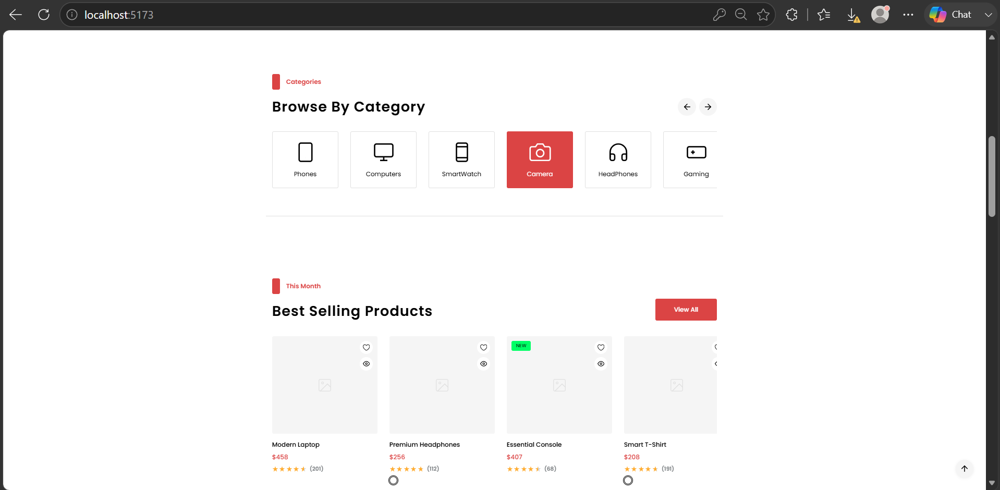 localhost:5173
Chat
Categories
Browse By Category
Phones
Computers
SmartWatch
Camera
HeadPhones
Gaming
This Month
Best Selling Products
View All
NEW
Modern Laptop
Premium Headphones
Essential Console
Smart T-Shirt
$458
$256
$407
$208
(201)
(112)
(68)
(191)